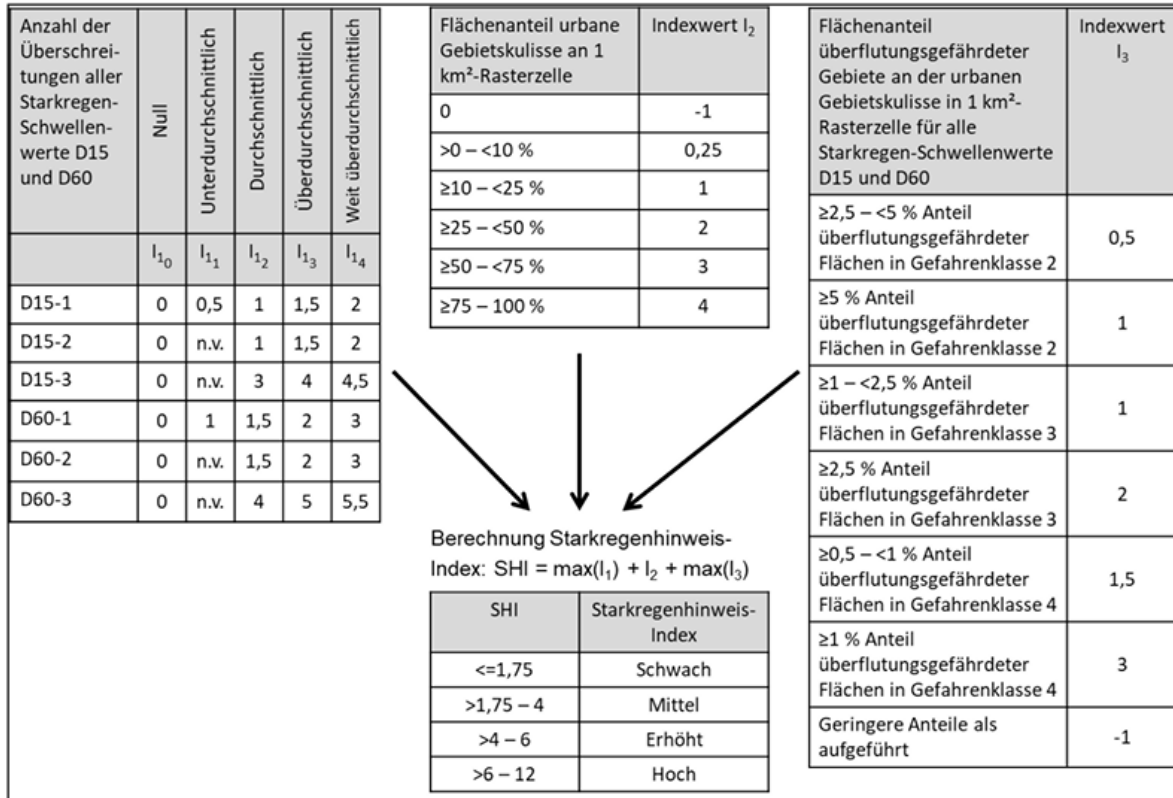 Anzahl der
Überschrei-
tungen aller
Starkregen-
Schwellen-
werte D15
und D60
Null
Unterdurchschnittlich
Durchschnittlich
Überdurchschnittlich
Weit überdurchschnittlich
I₁₀ I₁₁ I₁₂ I₁₃ I₁₄
D15-1 0 0,5 1 1,5 2
D15-2 0 n.v. 1 1,5 2
D15-3 0 n.v. 3 4 4,5
D60-1 0 1 1,5 2 3
D60-2 0 n.v. 1,5 2 3
D60-3 0 n.v. 4 5 5,5
Flächenanteil urbane
Gebietskulisse an 1
km²-Rasterzelle
Indexwert I₂
0 -1
>0 – <10 % 0,25
≥10 – <25 % 1
≥25 – <50 % 2
≥50 – <75 % 3
≥75 – 100 % 4
Flächenanteil
überflutungsgefährdeter
Gebiete an der urbanen
Gebietskulisse in 1 km²-
Rasterzelle für alle
Starkregen-Schwellenwerte
D15 und D60
Indexwert
I₃
≥2,5 – <5 % Anteil
überflutungsgefährdeter
Flächen in Gefahrenklasse 2
0,5
≥5 % Anteil
überflutungsgefährdeter
Flächen in Gefahrenklasse 2
1
≥1 – <2,5 % Anteil
überflutungsgefährdeter
Flächen in Gefahrenklasse 3
1
≥2,5 % Anteil
überflutungsgefährdeter
Flächen in Gefahrenklasse 3
2
≥0,5 – <1 % Anteil
überflutungsgefährdeter
Flächen in Gefahrenklasse 4
1,5
≥1 % Anteil
überflutungsgefährdeter
Flächen in Gefahrenklasse 4
3
Geringere Anteile als
aufgeführt
-1
Berechnung Starkregenhinweis-
Index: SHI = max(I₁) + I₂ + max(I₃)
SHI
Starkregenhinweis-
Index
<=1,75 Schwach
>1,75 – 4 Mittel
>4 – 6 Erhöht
>6 – 12 Hoch